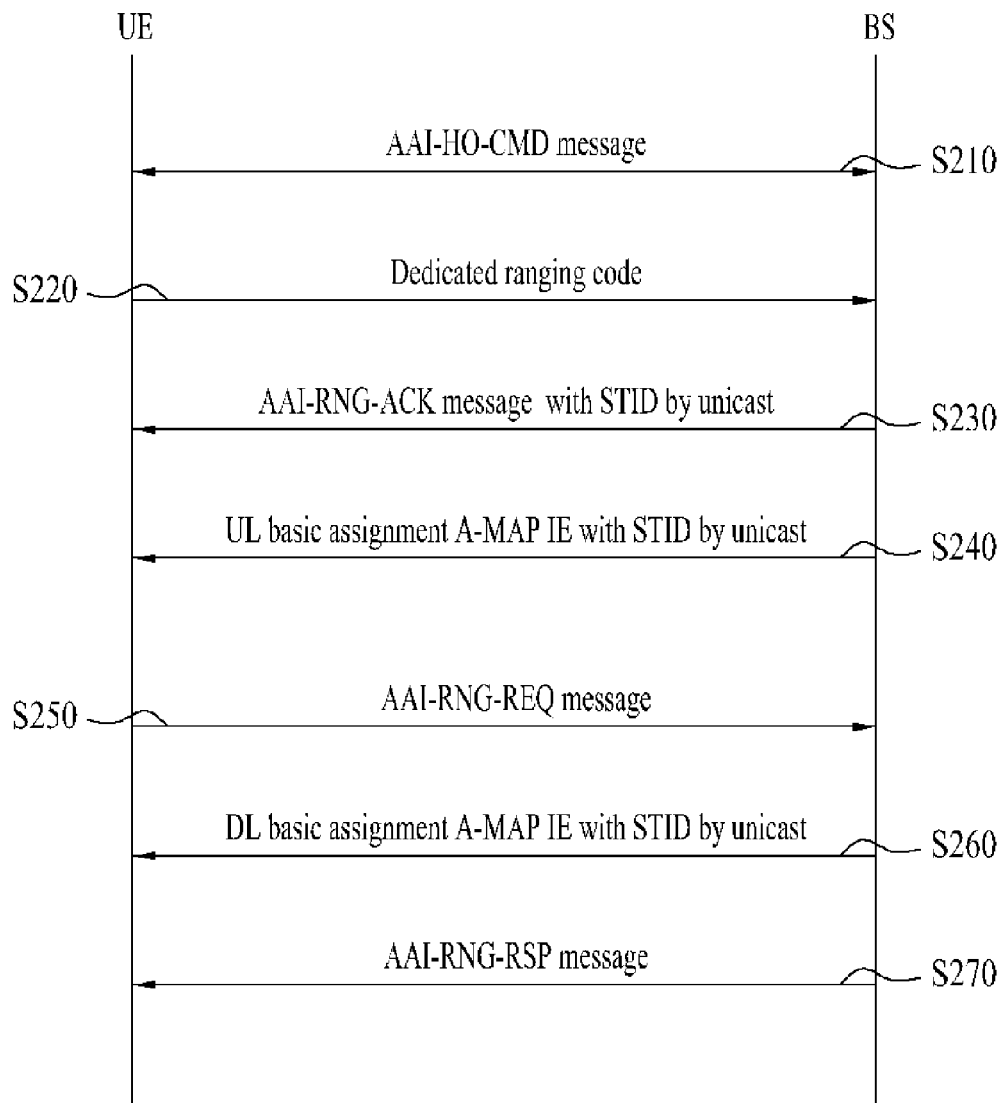 UE
BS
AAI-HO-CMD message
S210
Dedicated ranging code
S220
AAI-RNG-ACK message with STID by unicast
S230
UL basic assignment A-MAP IE with STID by unicast
S240
AAI-RNG-REQ message
S250
DL basic assignment A-MAP IE with STID by unicast
S260
AAI-RNG-RSP message
S270